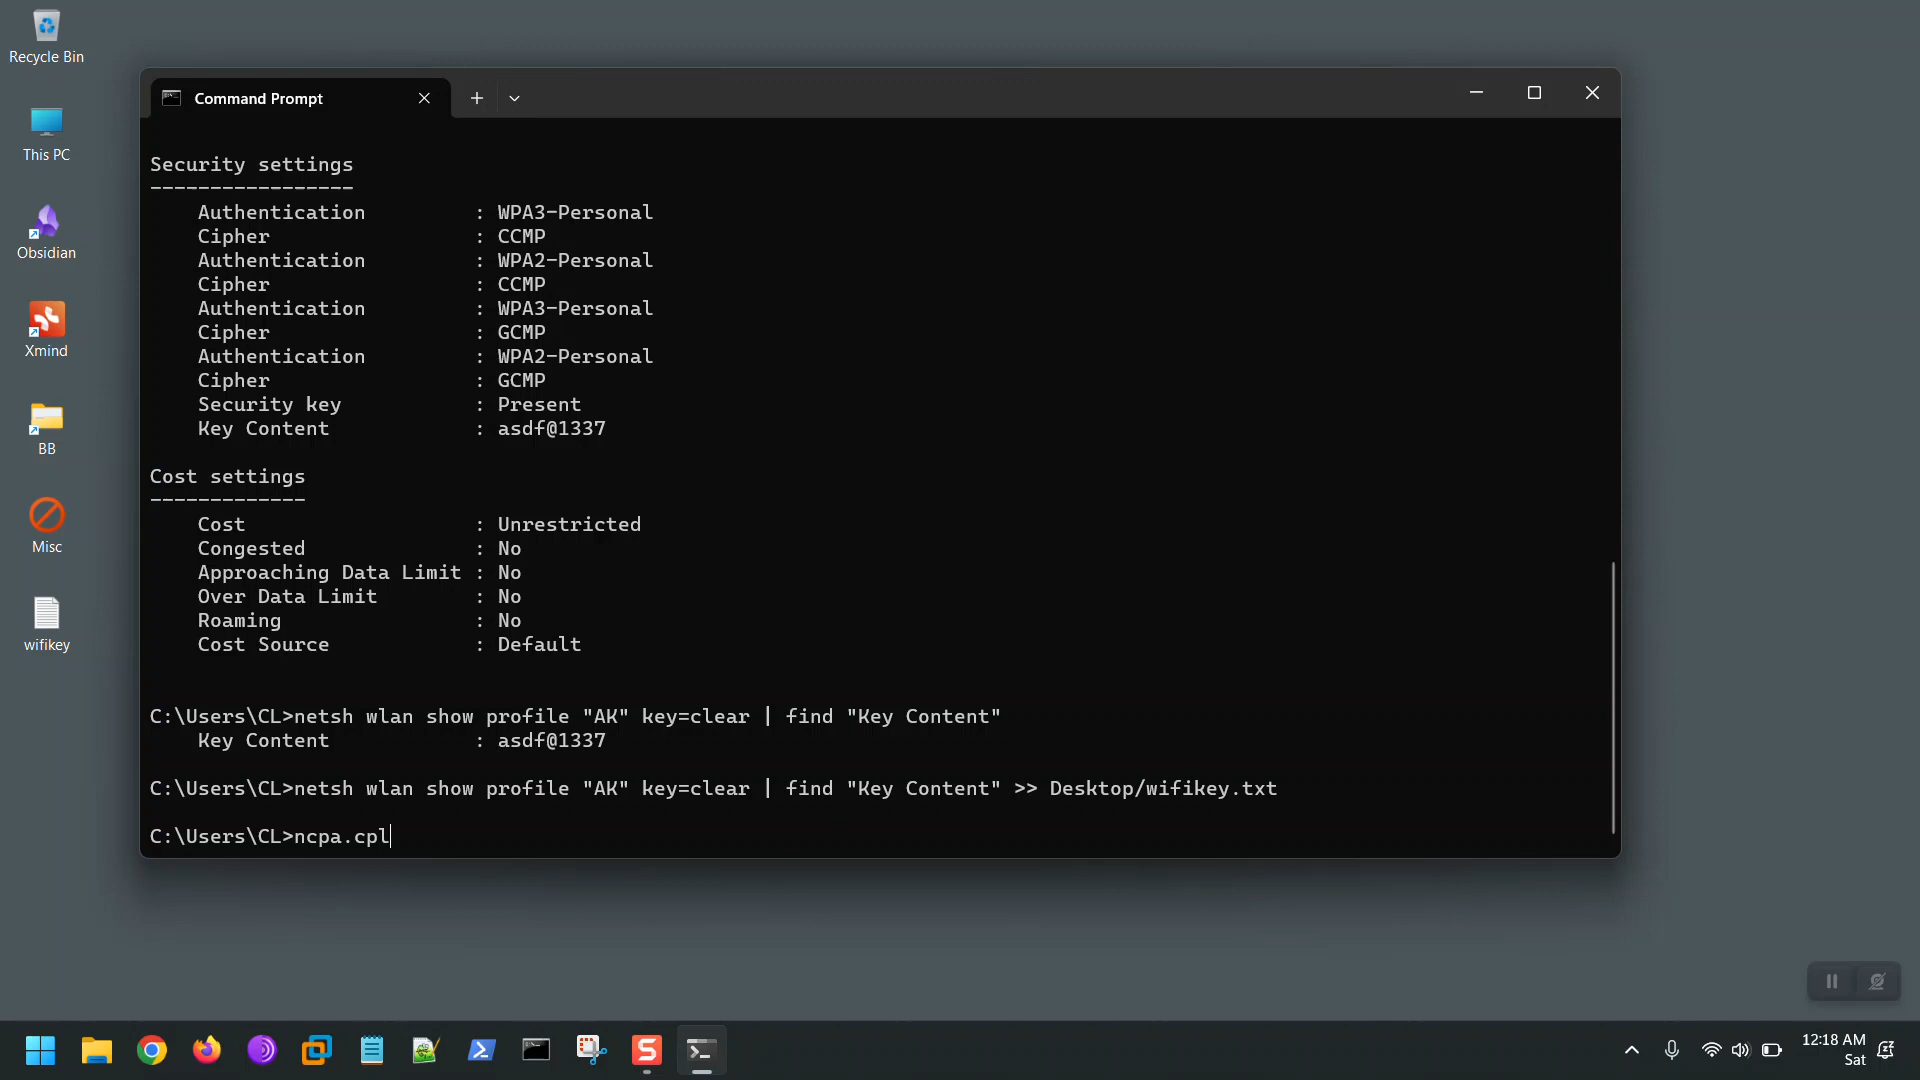 Recycle Bin
This PC
Obsidian
Xmind
BB
Misc
wifikey
Command Prompt
Security settings
-----------------
Authentication : WPA3-Personal
Cipher : CCMP
Authentication : WPA2-Personal
Cipher : CCMP
Authentication : WPA3-Personal
Cipher : GCMP
Authentication : WPA2-Personal
Cipher : GCMP
Security key : Present
Key Content : asdf@1337
Cost settings
-------------
Cost : Unrestricted
Congested : No
Approaching Data Limit : No
Over Data Limit : No
Roaming : No
Cost Source : Default
C:\Users\CL>netsh wlan show profile "AK" key=clear | find "Key Content"
Key Content : asdf@1337
C:\Users\CL>netsh wlan show profile "AK" key=clear | find "Key Content" >> Desktop/wifikey.txt
C:\Users\CL>ncpa.cpl
12:18 AM
Sat